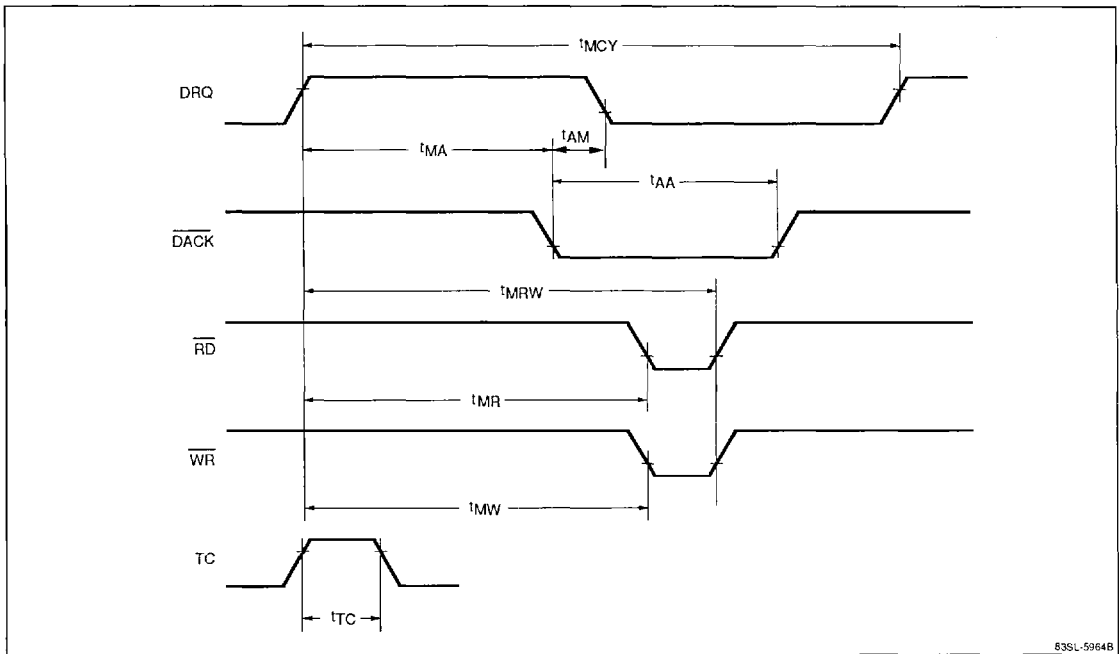 tMCY
DRQ
tMA
tAM
tAA
DACK
tMRW
RD
tMR
WR
tMW
TC
tTC
83SL-5964B